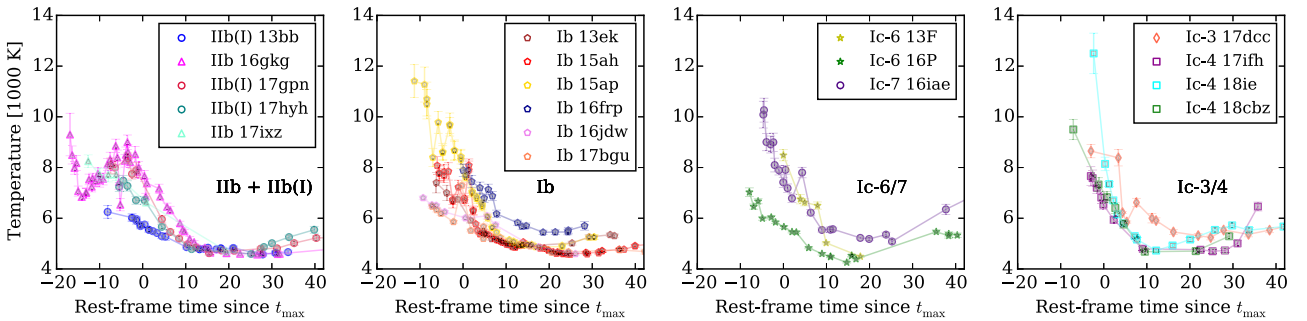 Temperature [1000 K]
14
12
10
8
6
4
IIb(I) 13bb
IIb 16gkg
IIb(I) 17gpn
IIb(I) 17hyh
IIb 17ixz
IIb + IIb(I)
−20 −10 0 10 20 30 40
Rest-frame time since tmax
14
12
10
8
6
4
Ib 13ek
Ib 15ah
Ib 15ap
Ib 16frp
Ib 16jdw
Ib 17bgu
Ib
−20 −10 0 10 20 30 40
Rest-frame time since tmax
14
12
10
8
6
4
Ic-6 13F
Ic-6 16P
Ic-7 16iae
Ic-6/7
−20 −10 0 10 20 30 40
Rest-frame time since tmax
14
12
10
8
6
4
Ic-3 17dcc
Ic-4 17ifh
Ic-4 18ie
Ic-4 18cbz
Ic-3/4
−20 −10 0 10 20 30 40
Rest-frame time since tmax